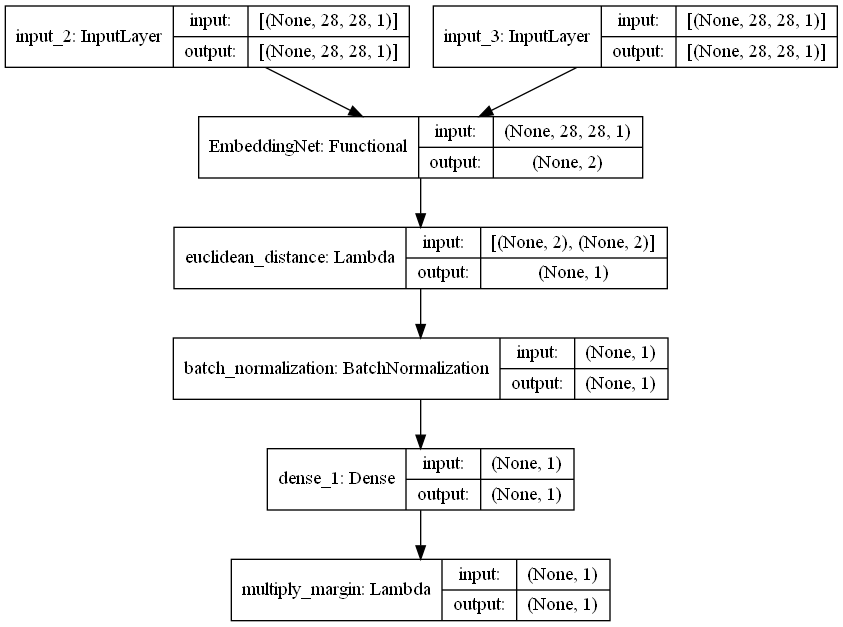 input_2: InputLayer
input: [(None, 28, 28, 1)]
output: [(None, 28, 28, 1)]
input_3: InputLayer
input: [(None, 28, 28, 1)]
output: [(None, 28, 28, 1)]
EmbeddingNet: Functional
input: (None, 28, 28, 1)
output: (None, 2)
euclidean_distance: Lambda
input: [(None, 2), (None, 2)]
output: (None, 1)
batch_normalization: BatchNormalization
input: (None, 1)
output: (None, 1)
dense_1: Dense
input: (None, 1)
output: (None, 1)
multiply_margin: Lambda
input: (None, 1)
output: (None, 1)